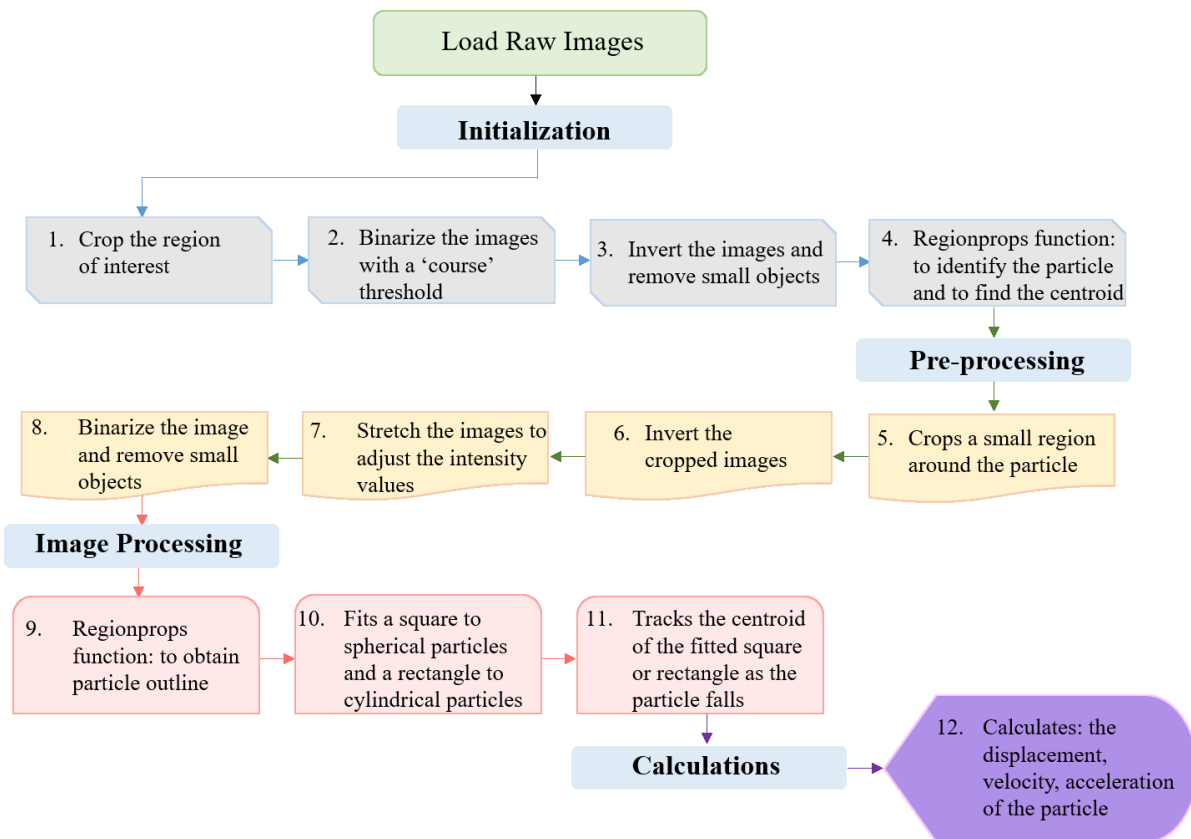 Load Raw Images
Initialization
1. Crop the region
of interest
2. Binarize the images
with a ‘course’
threshold
3. Invert the images and
remove small objects
4. Regionprops function:
to identify the particle
and to find the centroid
Pre-processing
5. Crops a small region
around the particle
6. Invert the
cropped images
7. Stretch the images to
adjust the intensity
values
8. Binarize the image
and remove small
objects
Image Processing
9. Regionprops
function: to obtain
particle outline
10. Fits a square to
spherical particles
and a rectangle to
cylindrical particles
11. Tracks the centroid
of the fitted square
or rectangle as the
particle falls
Calculations
12. Calculates: the
displacement,
velocity, acceleration
of the particle